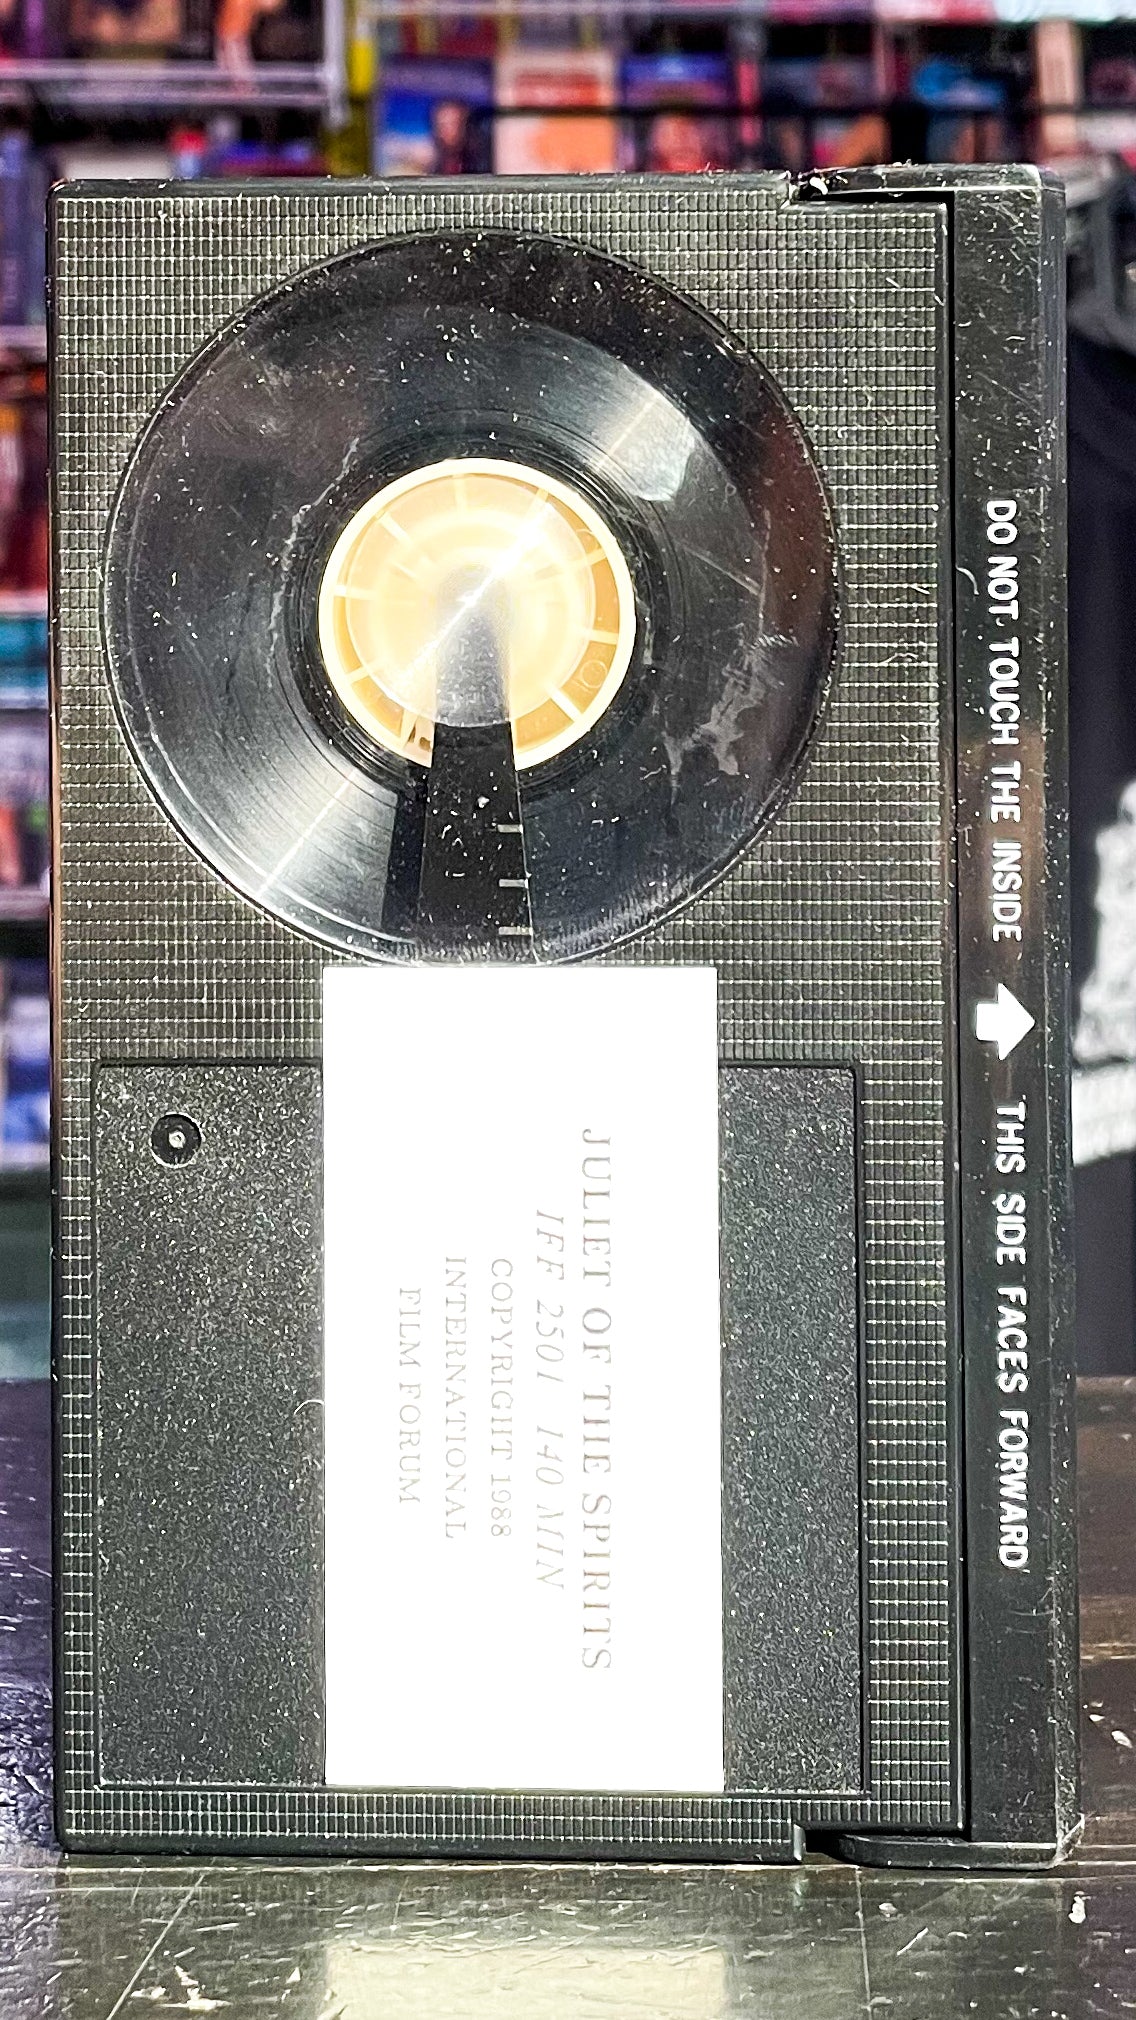 DO NOT TOUCH THE INSIDE THIS SIDE FACES FORWARD
JULIET OF THE SPIRITS
IFF 2501 140 MIN
COPYRIGHT 1988
INTERNATIONAL
FILM FORUM